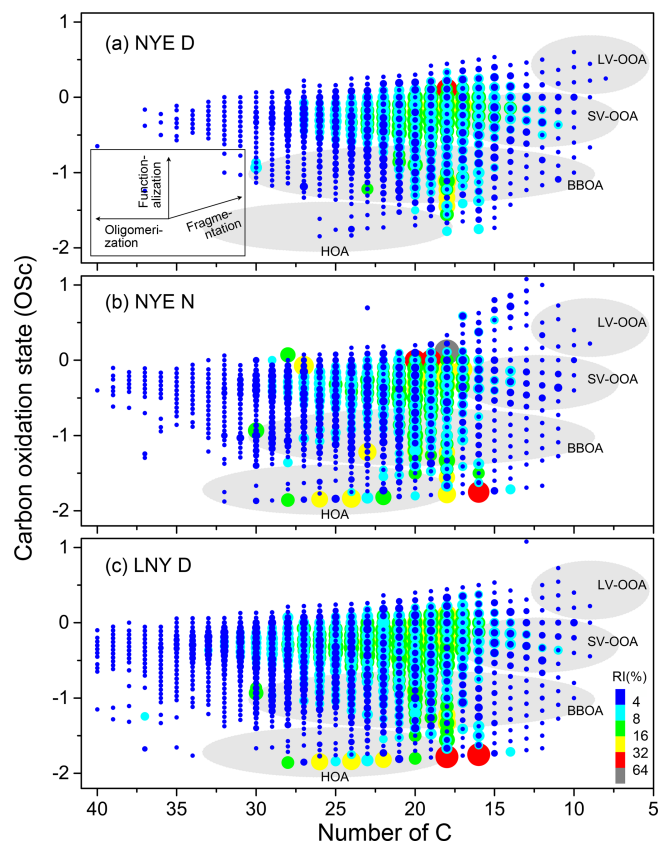 Carbon oxidation state (OSc)
(a) NYE D
1
0
-1
-2
LV-OOA
SV-OOA
BBOA
HOA
Function-
alization
Oligomeri-
zation
Fragme-
ntation
(b) NYE N
1
0
-1
-2
LV-OOA
SV-OOA
BBOA
HOA
(c) LNY D
1
0
-1
-2
LV-OOA
SV-OOA
BBOA
HOA
RI(%)
4
8
16
32
64
40 35 30 25 20 15 10 5
Number of C